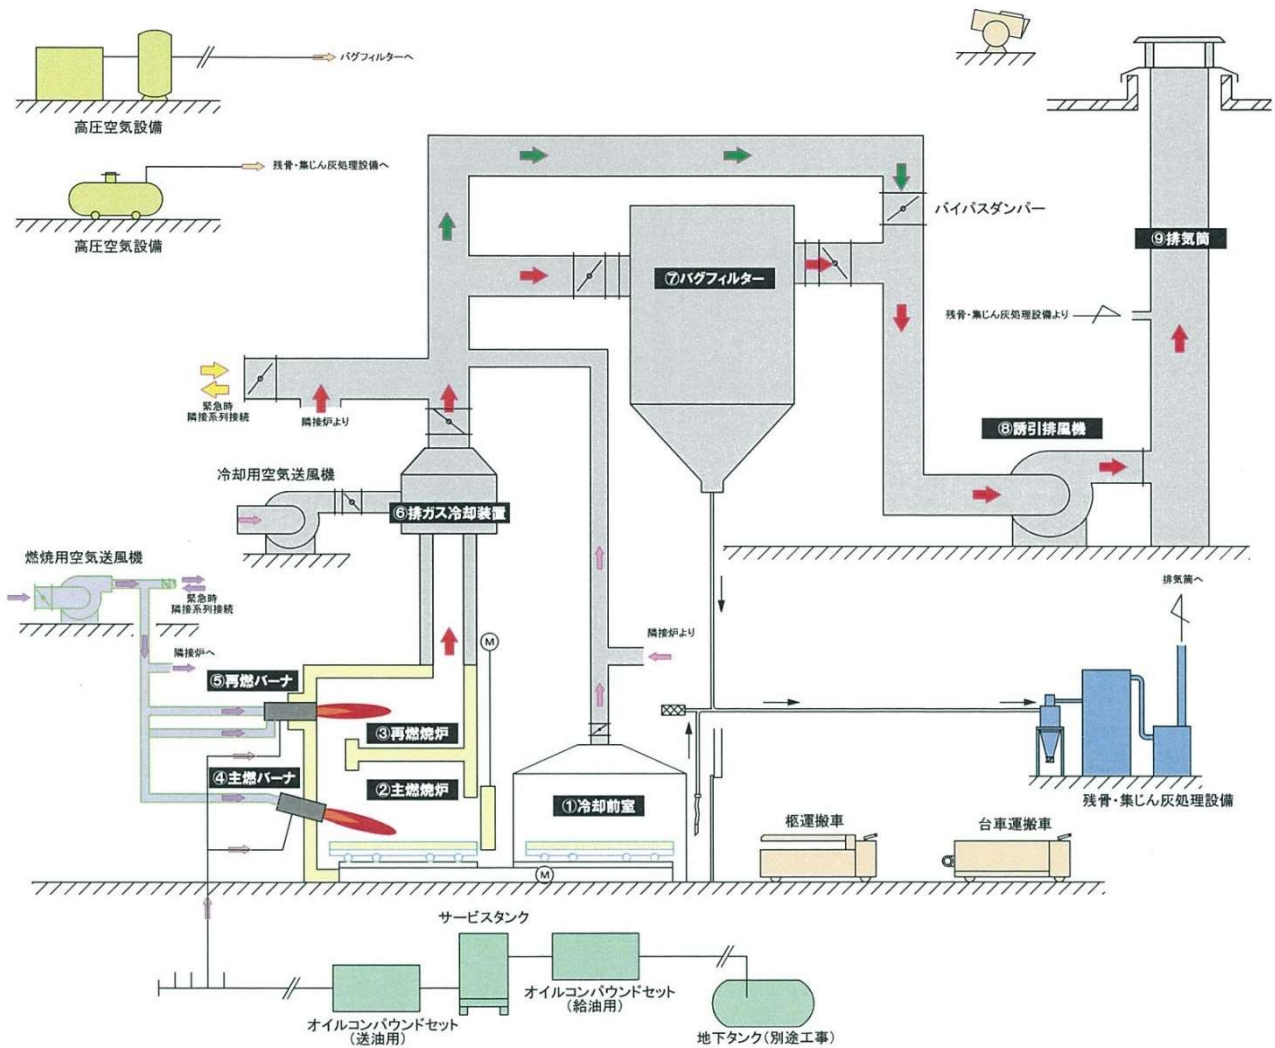 バグフィルターへ
高圧空気設備
残骨・集じん灰処理設備へ
高圧空気設備
バイパスダンパー
⑨排気筒
⑦バグフィルター
残骨・集じん灰処理設備より
緊急時
隣接系列接続
隣接炉より
⑧誘引排風機
冷却用空気送風機
⑥排ガス冷却装置
燃焼用空気送風機
緊急時
隣接系列接続
排気筒へ
隣接炉へ
隣接炉より
M
⑤再燃バーナ
③再燃焼炉
④主燃バーナ
②主燃焼炉
①冷却前室
残骨・集じん灰処理設備
柩運搬車
台車運搬車
M
サービスタンク
オイルコンパウンドセット
(給油用)
オイルコンパウンドセット
(送油用)
地下タンク(別途工事)